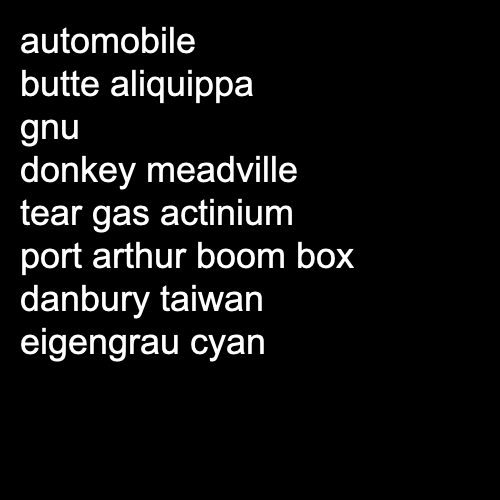 automobile
butte aliquippa
gnu
donkey meadville
tear gas actinium
port arthur boom box
danbury taiwan
eigengrau cyan